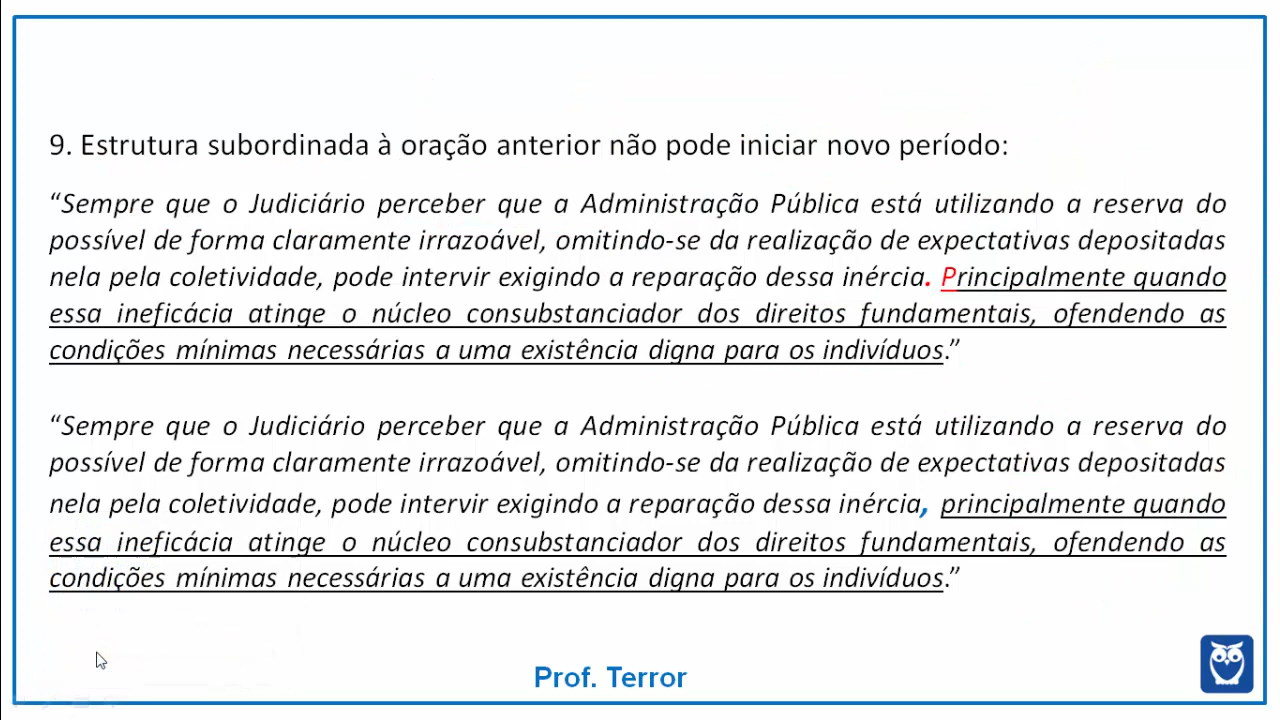 9. Estrutura subordinada à oração anterior não pode iniciar novo período:
“Sempre que o Judiciário perceber que a Administração Pública está utilizando a reserva do
possível de forma claramente irrazoável, omitindo-se da realização de expectativas depositadas
nela pela coletividade, pode intervir exigindo a reparação dessa inércia. Principalmente quando
essa ineficácia atinge o núcleo consubstanciador dos direitos fundamentais, ofendendo as
condições mínimas necessárias a uma existência digna para os indivíduos.”
“Sempre que o Judiciário perceber que a Administração Pública está utilizando a reserva do
possível de forma claramente irrazoável, omitindo-se da realização de expectativas depositadas
nela pela coletividade, pode intervir exigindo a reparação dessa inércia, principalmente quando
essa ineficácia atinge o núcleo consubstanciador dos direitos fundamentais, ofendendo as
condições mínimas necessárias a uma existência digna para os indivíduos.”
Prof. Terror